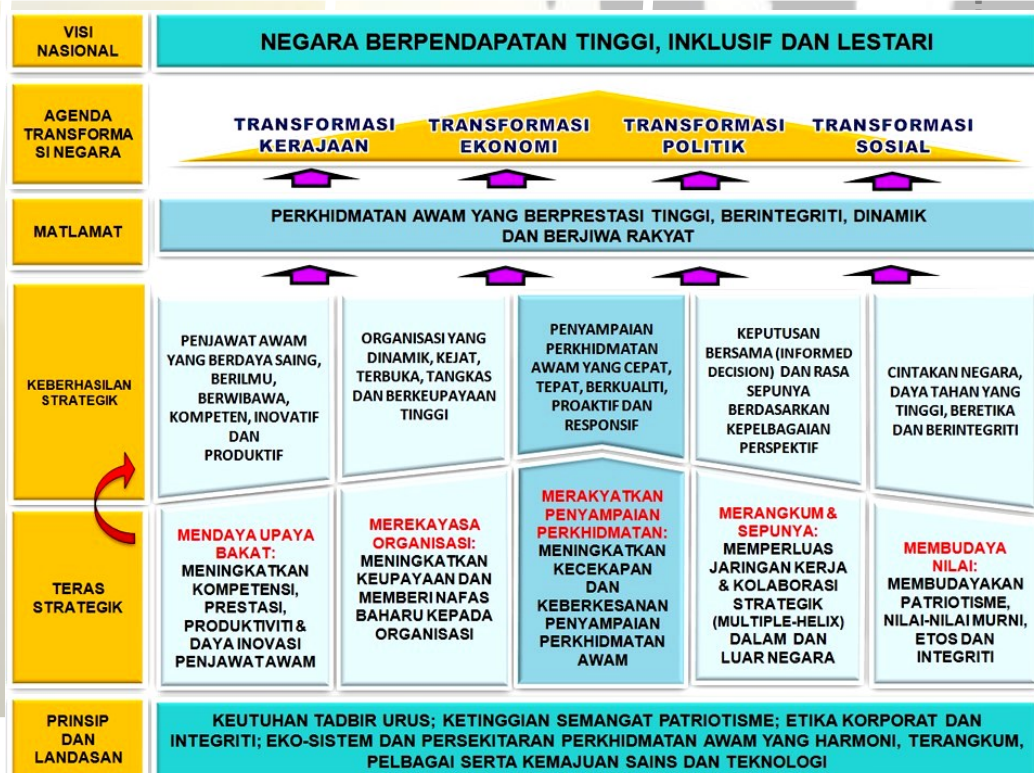 VISI
NASIONAL
NEGARA BERPENDAPATAN TINGGI, INKLUSIF DAN LESTARI
AGENDA
TRANSFORMA
SI NEGARA
TRANSFORMASI
KERAJAAN
TRANSFORMASI
EKONOMI
TRANSFORMASI
POLITIK
TRANSFORMASI
SOSIAL
MATLAMAT
PERKHIDMATAN AWAM YANG BERPRESTASI TINGGI, BERINTEGRITI, DINAMIK
DAN BERJIWA RAKYAT
KEBERHASILAN
STRATEGIK
PENJAWAT AWAM
YANG BERDAYA SAING,
BERILMU,
BERWIBAWA,
KOMPETEN, INOVATIF
DAN
PRODUKTIF
ORGANISASI YANG
DINAMIK, KEJAT,
TERBUKA, TANGKAS
DAN BERKEUPAYAAN
TINGGI
PENYAMPAIAN
PERKHIDMATAN
AWAM YANG CEPAT,
TEPAT, BERKUALITI,
PROAKTIF DAN
RESPONSIF
KEPUTUSAN
BERSAMA (INFORMED
DECISION) DAN RASA
SEPUNYA
BERDASARKAN
KEPELBAGAIAN
PERSPEKTIF
CINTAKAN NEGARA,
DAYA TAHAN YANG
TINGGI, BERETIKA
DAN BERINTEGRITI
TERAS
STRATEGIK
MENDAYA UPAYA
BAKAT:
MENINGKATKAN
KOMPETENSI,
PRESTASI,
PRODUKTIVITI &
DAYA INOVASI
PENJAWAT AWAM
MEREKAYASA
ORGANISASI:
MENINGKATKAN
KEUPAYAAN DAN
MEMBERI NAFAS
BAHARU KEPADA
ORGANISASI
MERAKYATKAN
PENYAMPAIAN
PERKHIDMATAN:
MENINGKATKAN
KECEKAPAN
DAN
KEBERKESANAN
PENYAMPAIAN
PERKHIDMATAN
AWAM
MERANGKUM &
SEPUNYA:
MEMPERLUAS
JARINGAN KERJA
& KOLABORASI
STRATEGIK
(MULTIPLE-HELIX)
DALAM DAN
LUAR NEGARA
MEMBUDAYA
NILAI:
MEMBUDAYAKAN
PATRIOTISME,
NILAI-NILAI MURNI,
ETOS DAN
INTEGRITI
PRINSIP
DAN
LANDASAN
KEUTUHAN TADBIR URUS; KETINGGIAN SEMANGAT PATRIOTISME; ETIKA KORPORAT DAN
INTEGRITI; EKO-SISTEM DAN PERSEKITARAN PERKHIDMATAN AWAM YANG HARMONI, TERANGKUM,
PELBAGAI SERTA KEMAJUAN SAINS DAN TEKNOLOGI